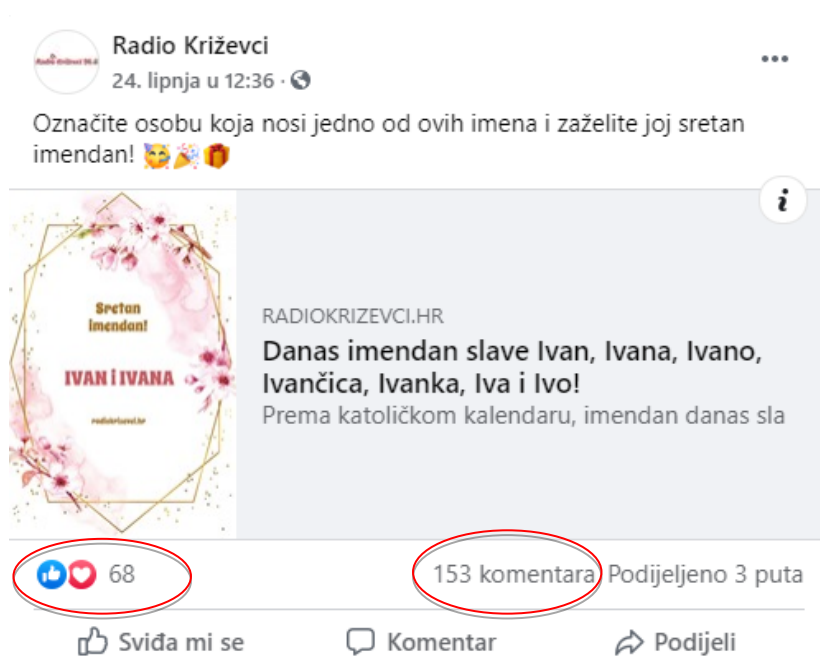 Radio Križevci
24. lipnja u 12:36 ·
Označite osobu koja nosi jedno od ovih imena i zaželite joj sretan
imendan!
Sretan
imendan!
IVAN i IVANA
radiokrizevci.hr
RADIOKRIZEVCI.HR
Danas imendan slave Ivan, Ivana, Ivano,
Ivančica, Ivanka, Iva i Ivo!
Prema katoličkom kalendaru, imendan danas sla
68
153 komentara Podijeljeno 3 puta
Sviđa mi se Komentar Podijeli